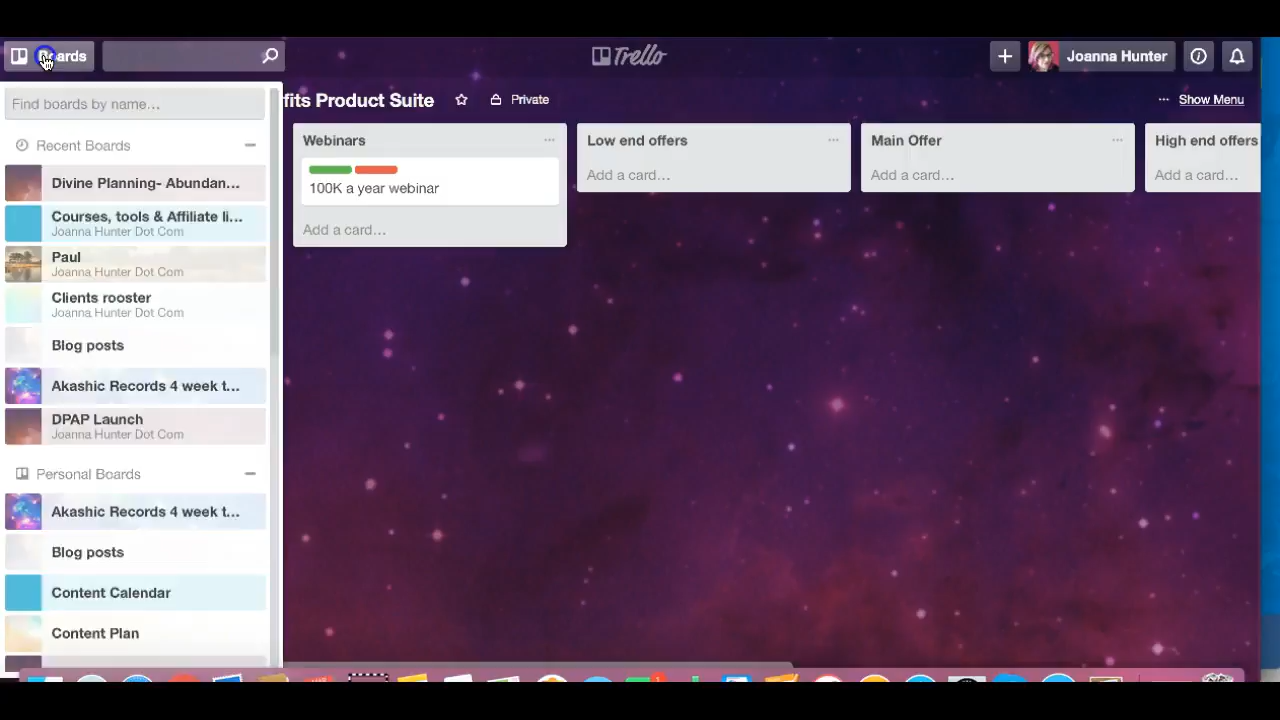 Boards
Trello
Joanna Hunter
Find boards by name...
fits Product Suite
Private
... Show Menu
Recent Boards
Divine Planning- Abundan...
Courses, tools & Affiliate li...
Joanna Hunter Dot Com
Paul
Joanna Hunter Dot Com
Clients rooster
Joanna Hunter Dot Com
Blog posts
Akashic Records 4 week t...
DPAP Launch
Joanna Hunter Dot Com
Personal Boards
Akashic Records 4 week t...
Blog posts
Content Calendar
Content Plan
Webinars
100K a year webinar
Add a card...
Low end offers
Add a card...
Main Offer
Add a card...
High end offers
Add a card...